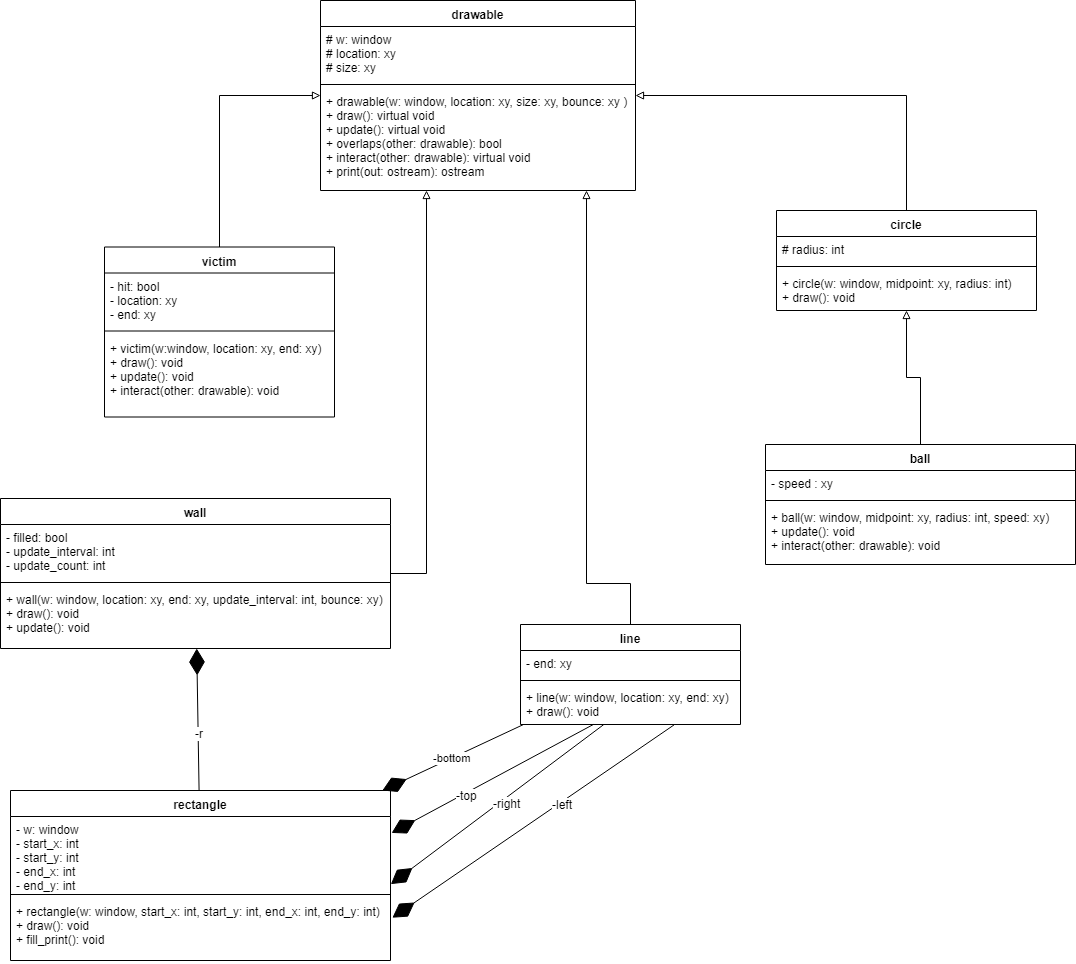 drawable
# w: window
# location: xy
# size: xy
+ drawable(w: window, location: xy, size: xy, bounce: xy )
+ draw(): virtual void
+ update(): virtual void
+ overlaps(other: drawable): bool
+ interact(other: drawable): virtual void
+ print(out: ostream): ostream
circle
# radius: int
+ circle(w: window, midpoint: xy, radius: int)
+ draw(): void
victim
- hit: bool
- location: xy
- end: xy
+ victim(w:window, location: xy, end: xy)
+ draw(): void
+ update(): void
+ interact(other: drawable): void
ball
- speed : xy
+ ball(w: window, midpoint: xy, radius: int, speed: xy)
+ update(): void
+ interact(other: drawable): void
wall
- filled: bool
- update_interval: int
- update_count: int
+ wall(w: window, location: xy, end: xy, update_interval: int, bounce: xy)
+ draw(): void
+ update(): void
line
- end: xy
+ line(w: window, location: xy, end: xy)
+ draw(): void
-r
-bottom
-top
-right
-left
rectangle
- w: window
- start_x: int
- start_y: int
- end_x: int
- end_y: int
+ rectangle(w: window, start_x: int, start_y: int, end_x: int, end_y: int)
+ draw(): void
+ fill_print(): void